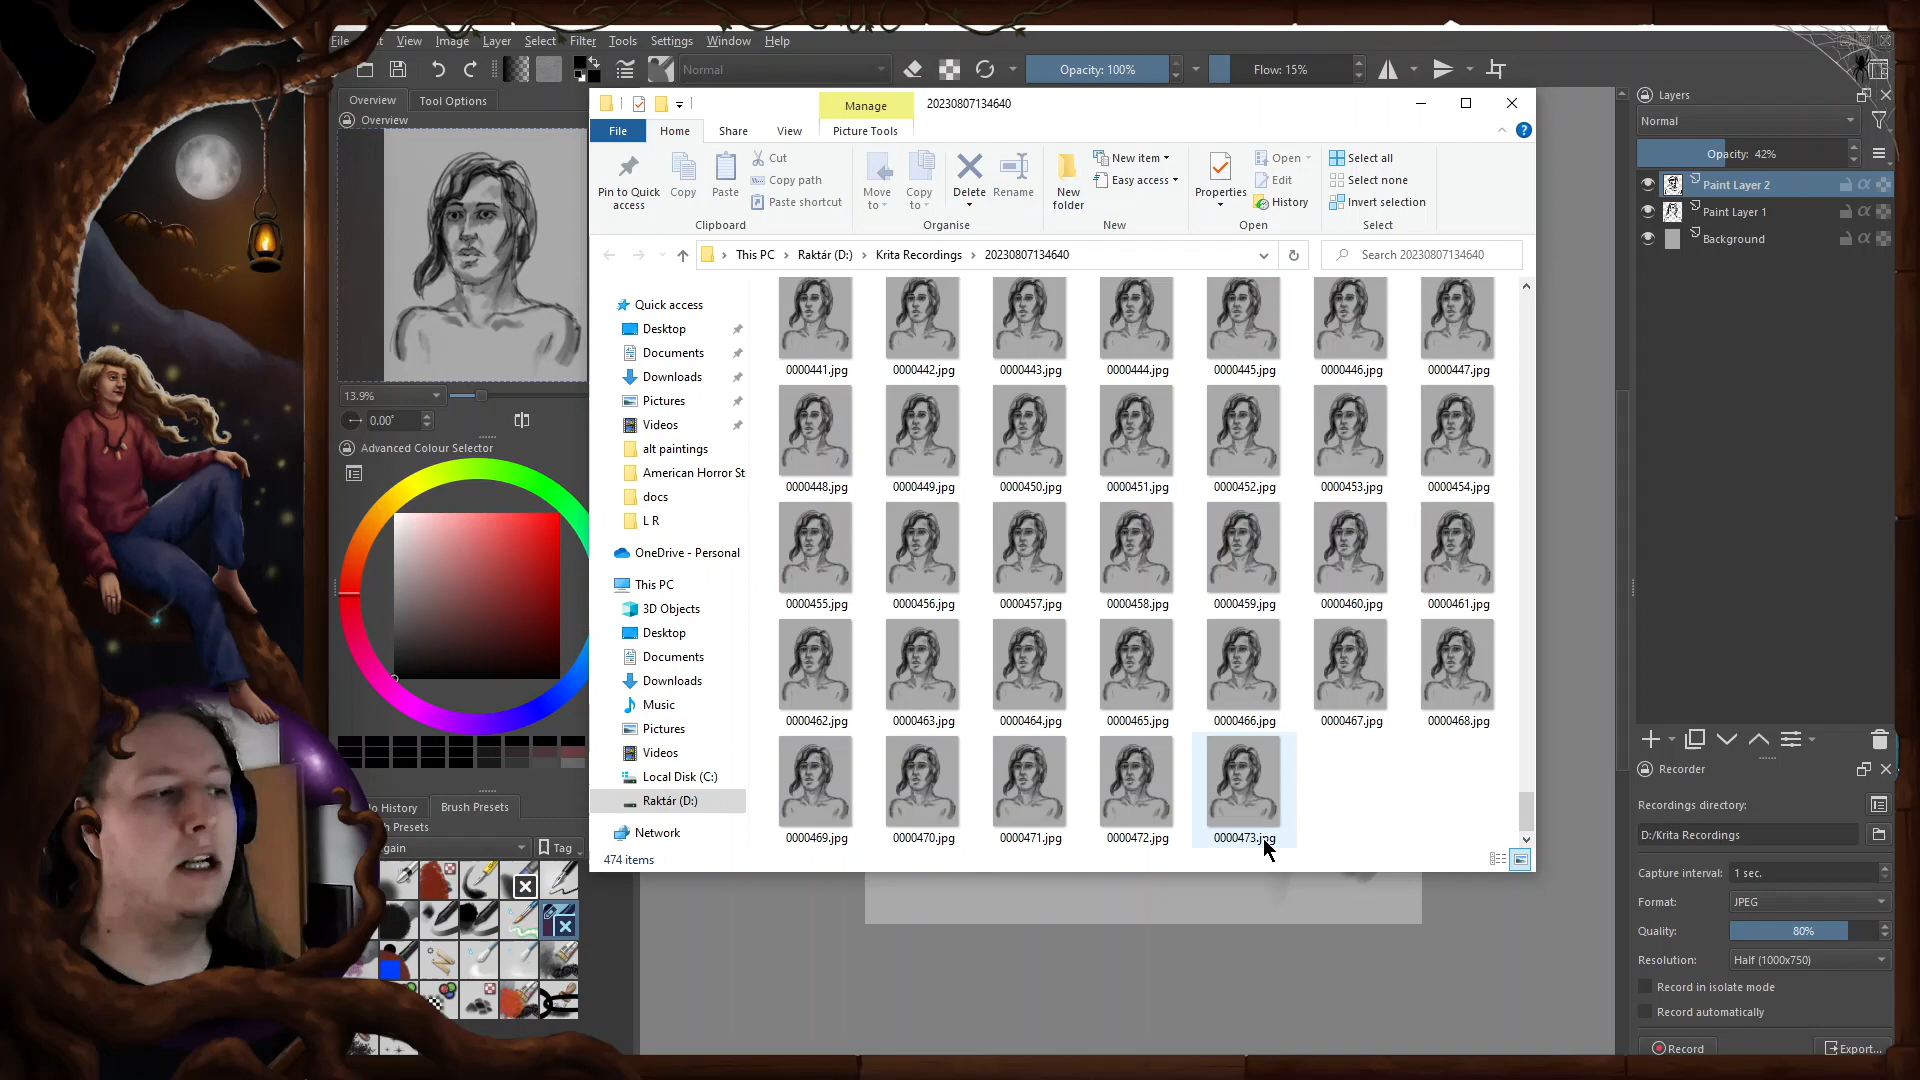 File
View
Image
Layer
Select
Filter
Tools
Settings
Window
Help
Normal
Opacity: 100%
Flow: 15%
Overview
Tool Options
Overview
13.9%
0.00°
Advanced Colour Selector
Brush Presets
Tag
Manage
20230807134640
File
Home
Share
View
Picture Tools
Pin to Quick access
Copy
Paste
Cut
Copy path
Paste shortcut
Clipboard
Move to
Copy to
Delete
Rename
Organise
New folder
New item
Easy access
New
Properties
Open
Edit
History
Open
Select all
Select none
Invert selection
Select
This PC
Raktár (D:)
Krita Recordings
20230807134640
Search 20230807134640
Quick access
Desktop
Documents
Downloads
Pictures
Videos
alt paintings
American Horror St
docs
L R
OneDrive - Personal
This PC
3D Objects
Desktop
Documents
Downloads
Music
Pictures
Videos
Local Disk (C:)
Raktár (D:)
Network
474 items
0000441.jpg 0000442.jpg 0000443.jpg 0000444.jpg 0000445.jpg 0000446.jpg 0000447.jpg
0000448.jpg 0000449.jpg 0000450.jpg 0000451.jpg 0000452.jpg 0000453.jpg 0000454.jpg
0000455.jpg 0000456.jpg 0000457.jpg 0000458.jpg 0000459.jpg 0000460.jpg 0000461.jpg
0000462.jpg 0000463.jpg 0000464.jpg 0000465.jpg 0000466.jpg 0000467.jpg 0000468.jpg
0000469.jpg 0000470.jpg 0000471.jpg 0000472.jpg 0000473.jpg
Layers
Normal
Opacity: 42%
Paint Layer 2
Paint Layer 1
Background
Recorder
Recordings directory:
D:/Krita Recordings
Capture interval: 1 sec.
Format: JPEG
Quality: 80%
Resolution: Half (1000x750)
Record in isolate mode
Record automatically
Record
Export...